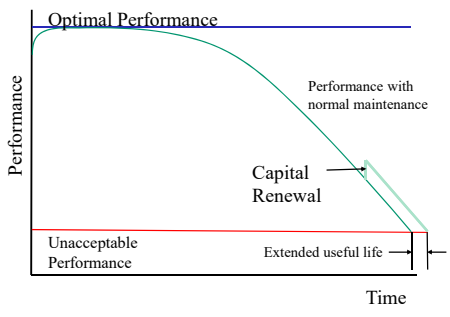 Optimal Performance
Performance
Performance with
normal maintenance
Capital
Renewal
Unacceptable
Performance
Extended useful life
Time